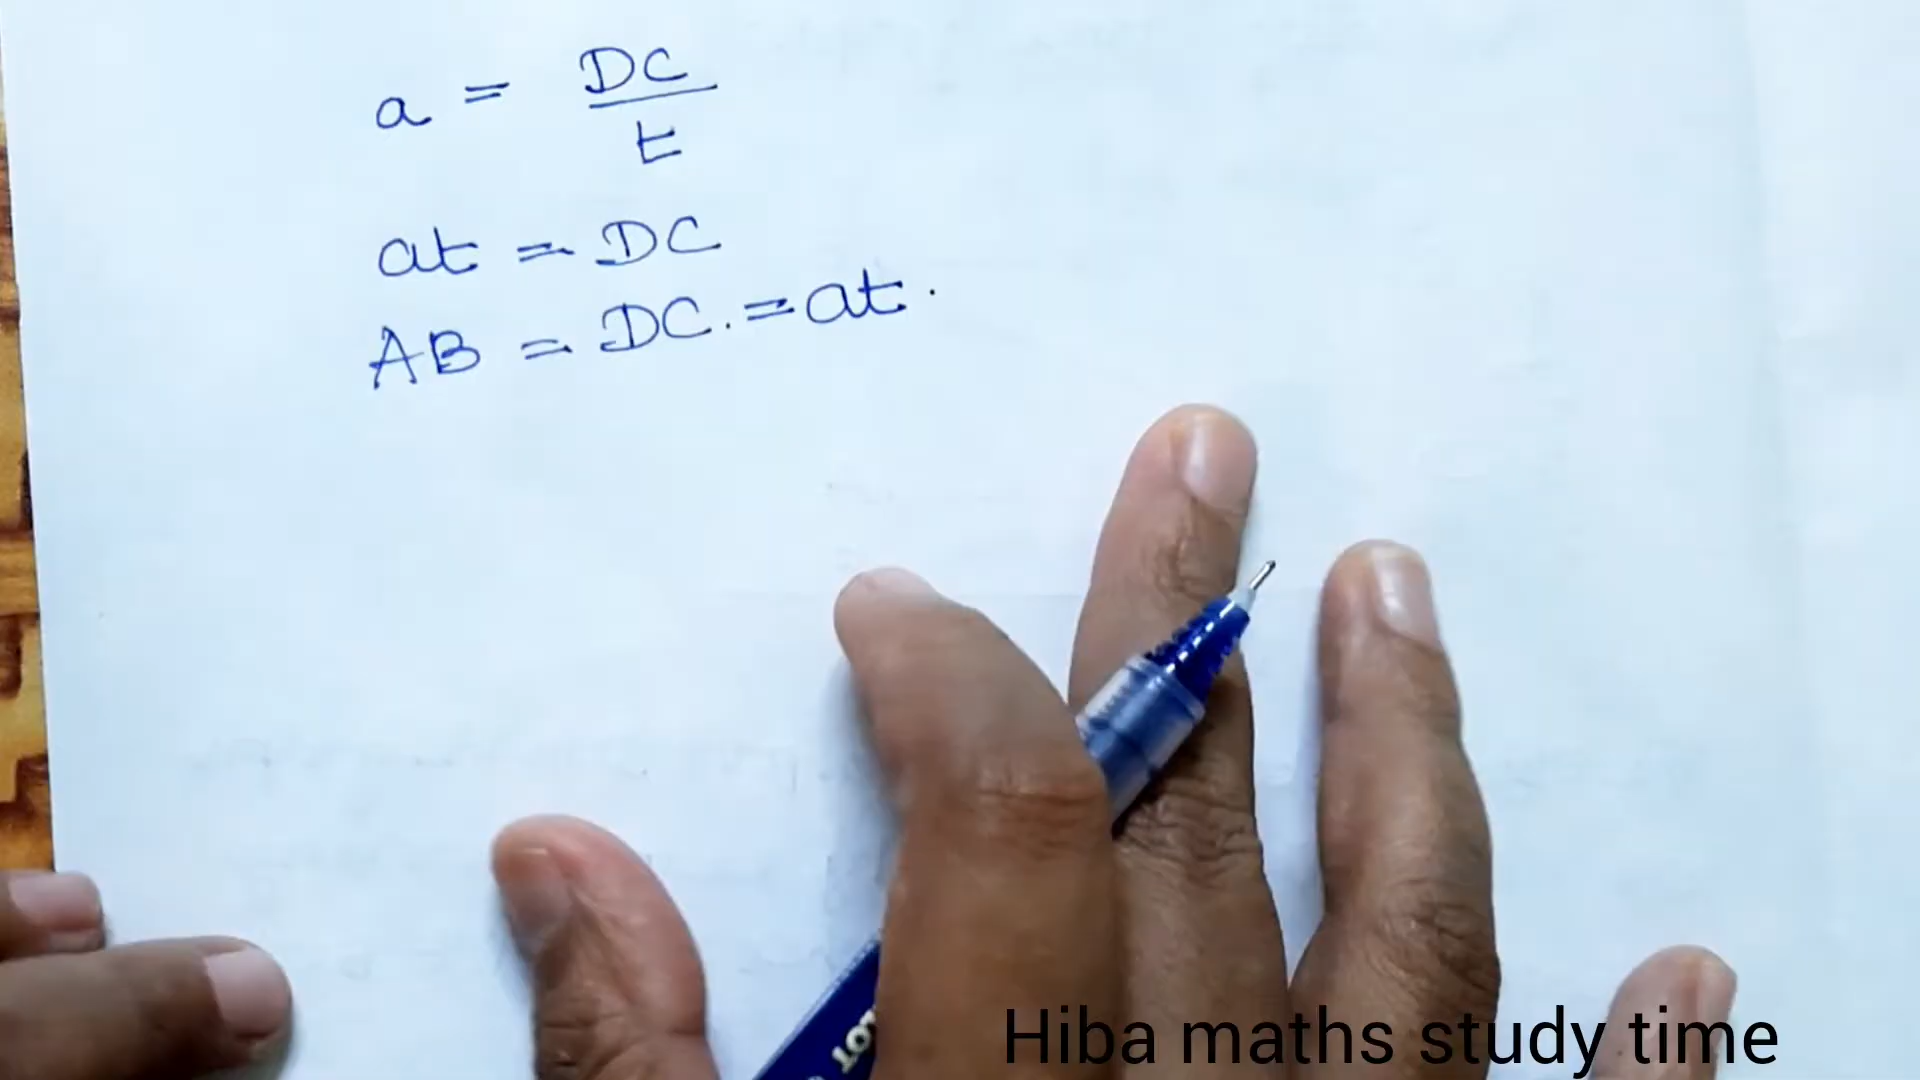 a = DC/t
at = DC
AB = DC. = at.
Hiba maths study time